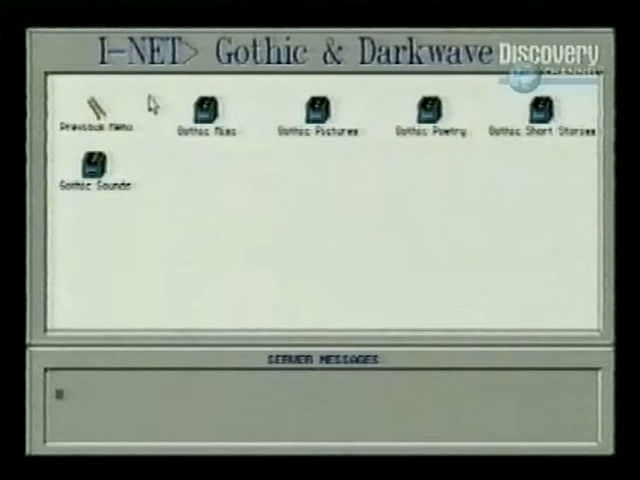 I-NET> Gothic & Darkwave
Discovery
CHANNEL
Previous Menu
Gothic Misc
Gothic Pictures
Gothic Poetry
Gothic Short Stories
Gothic Sounds
SERVER MESSAGES